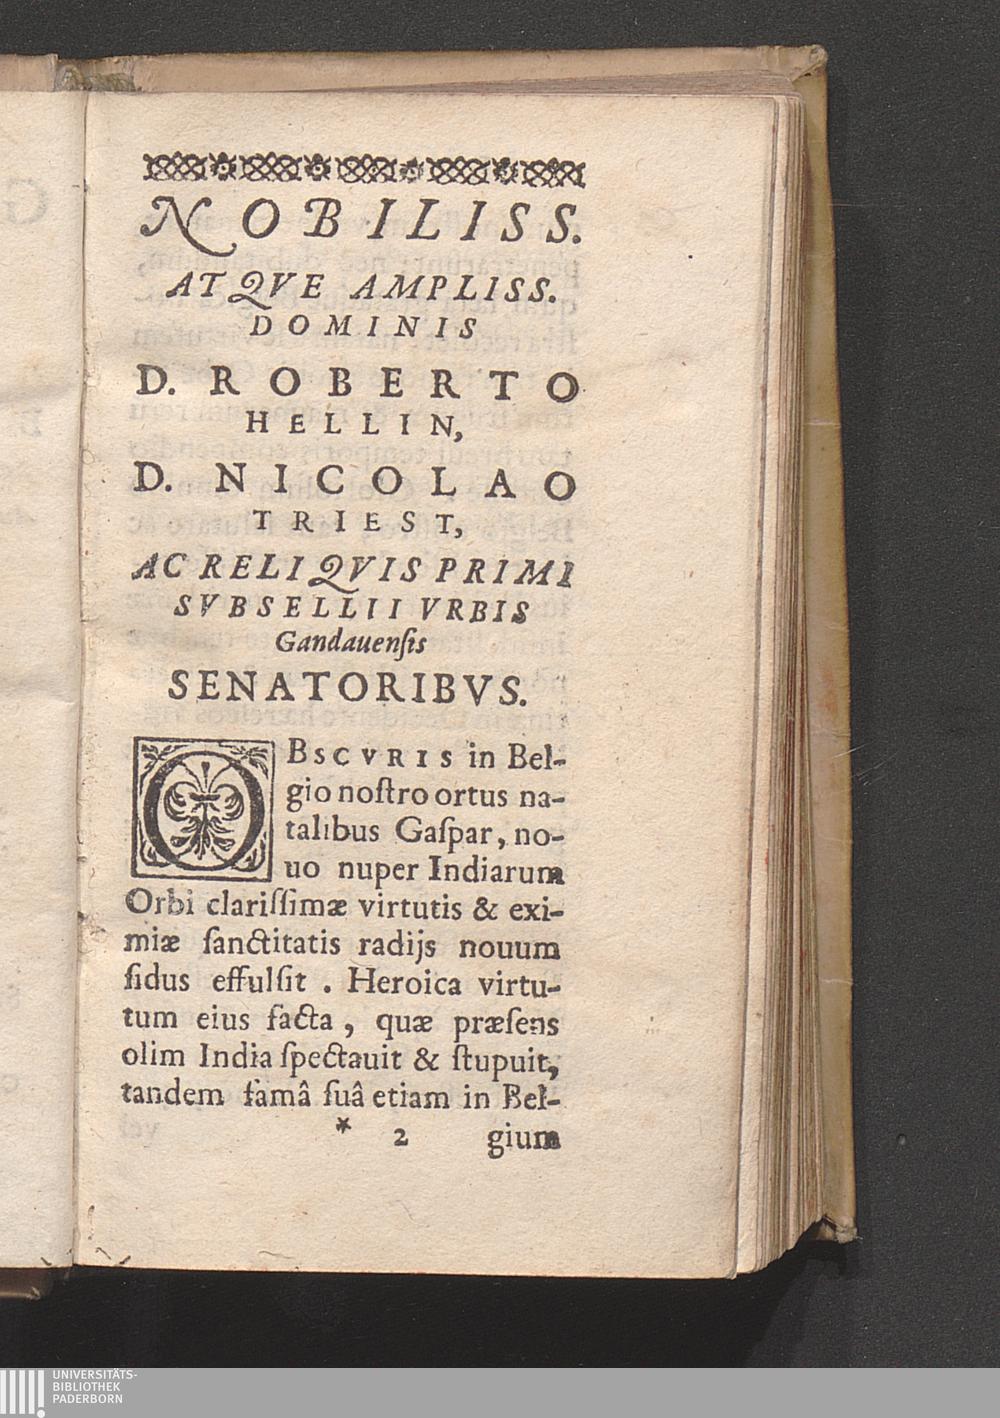 NOBILISS.
ATQVE AMPLISS.
DOMINIS
D. ROBERTO
HELLIN,
D. NICOLAO
TRIEST,
AC RELIQVIS PRIMI
SVBSELLII VRBIS
Gandauenſis
SENATORIBVS.
OBSCVRIS in Bel-
gio noſtro ortus na-
talibus Gaſpar, no-
uo nuper Indiarum
Orbi clariſſimæ virtutis & exi-
miæ ſanctitatis radijs nouum
ſidus effulſit. Heroica virtu-
tum eius facta, quæ præſens
olim India ſpectauit & ſtupuit,
tandem famâ ſuâ etiam in Bel-
* 2 gium
UNIVERSITÄTS-
BIBLIOTHEK
PADERBORN